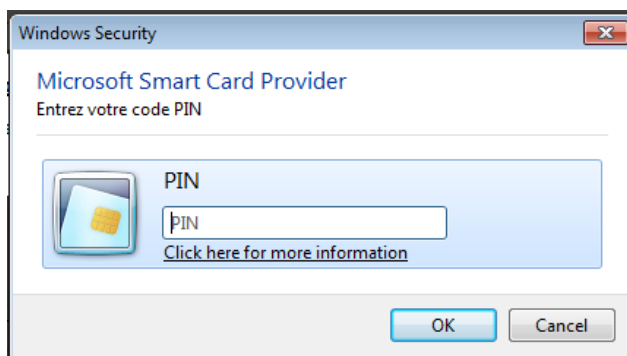 Windows Security
Microsoft Smart Card Provider
Entrez votre code PIN
PIN
PIN
Click here for more information
OK
Cancel